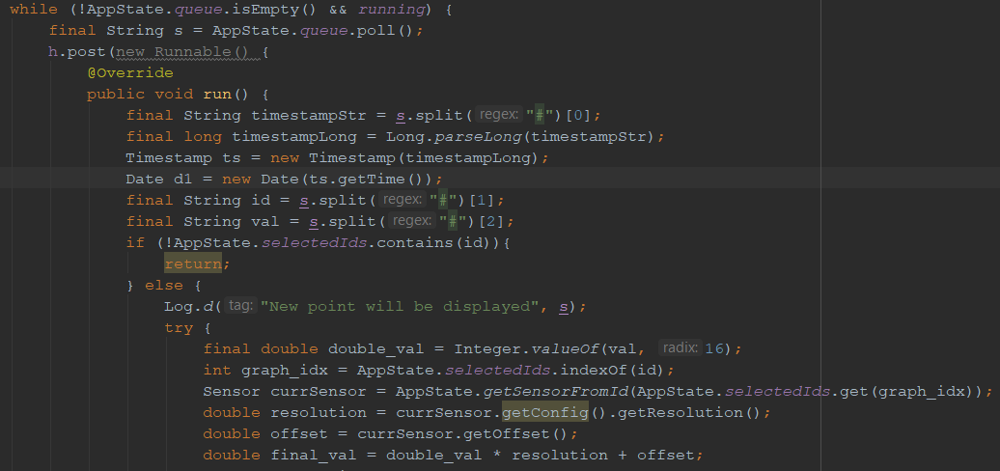 while (!AppState.queue.isEmpty() && running) {
final String s = AppState.queue.poll();
h.post(new Runnable() {
@Override
public void run() {
final String timestampStr = s.split( regex: "#")[0];
final long timestampLong = Long.parseLong(timestampStr);
Timestamp ts = new Timestamp(timestampLong);
Date d1 = new Date(ts.getTime());
final String id = s.split( regex: "#")[1];
final String val = s.split( regex: "#")[2];
if (!AppState.selectedIds.contains(id)){
return;
} else {
Log.d( tag: "New point will be displayed", s);
try {
final double double_val = Integer.valueOf(val, radix: 16);
int graph_idx = AppState.selectedIds.indexOf(id);
Sensor currSensor = AppState.getSensorFromId(AppState.selectedIds.get(graph_idx));
double resolution = currSensor.getConfig().getResolution();
double offset = currSensor.getOffset();
double final_val = double_val * resolution + offset;